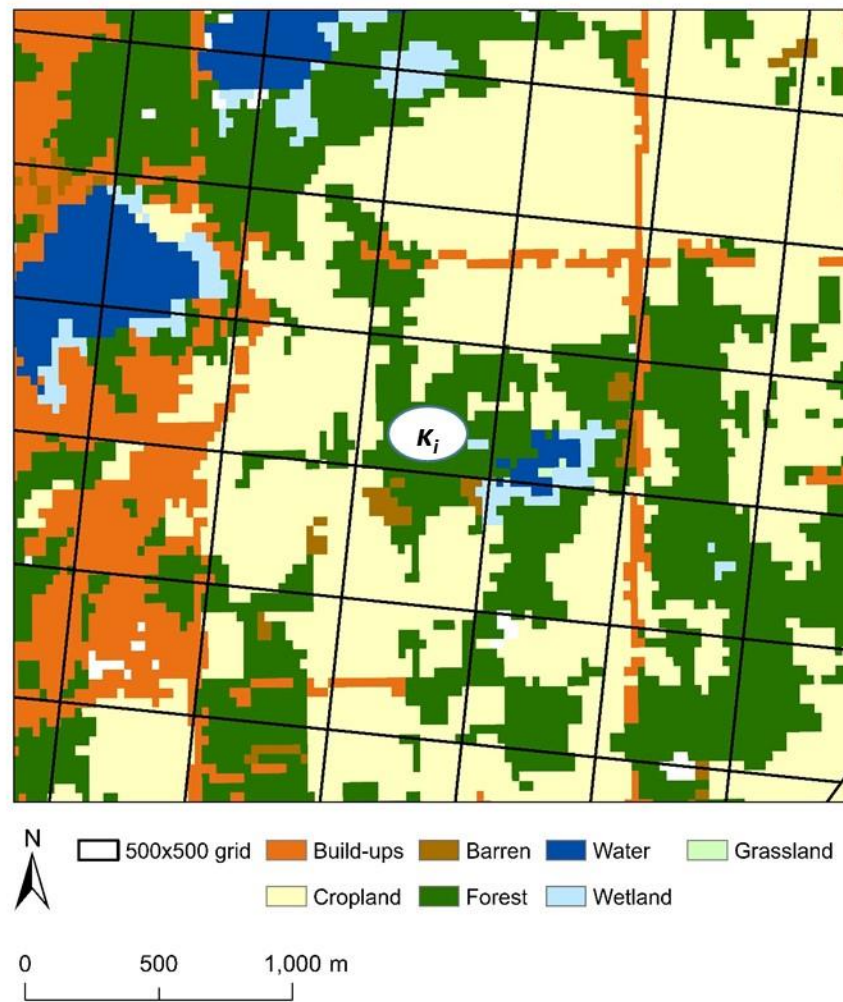 κi
N
500x500 grid Build-ups Barren Water Grassland
Cropland Forest Wetland
0 500 1,000 m